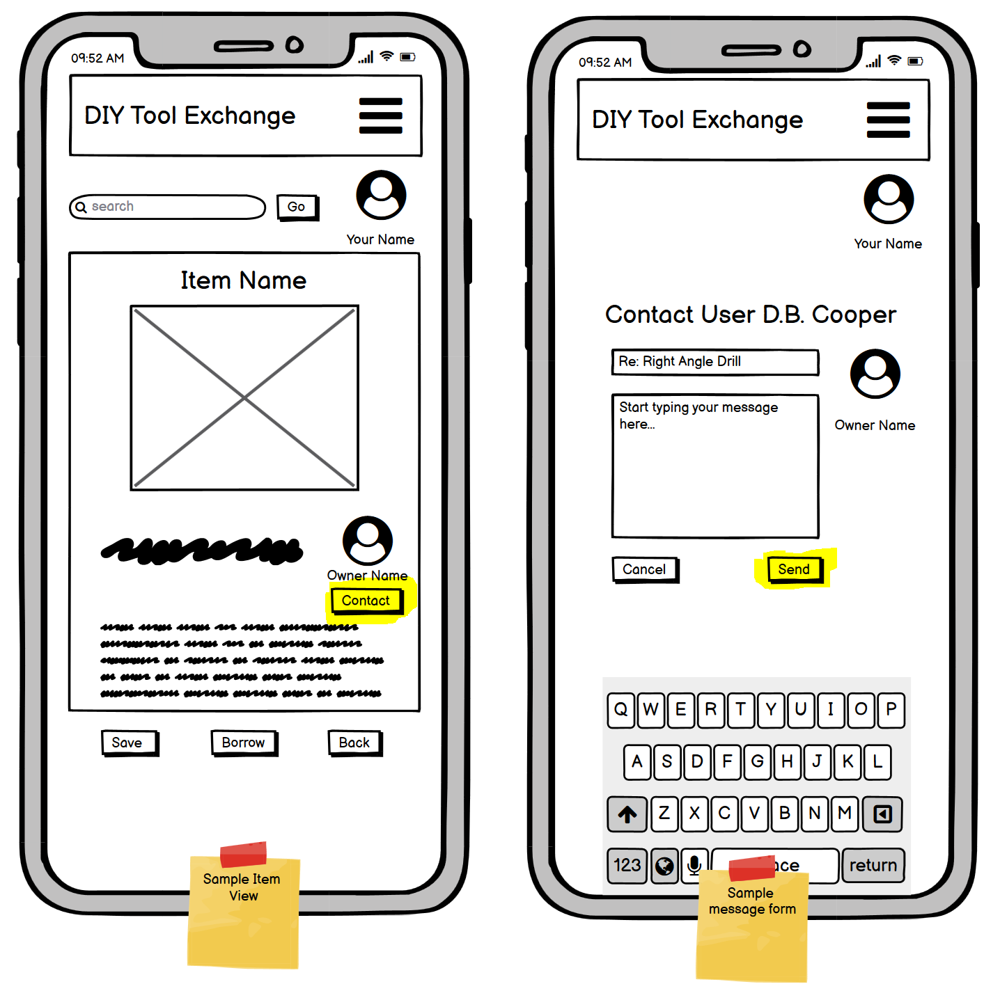 09:52 AM
DIY Tool Exchange
search
Go
Your Name
Item Name
Owner Name
Contact
Save
Borrow
Back
Sample Item
View
09:52 AM
DIY Tool Exchange
Your Name
Contact User D.B. Cooper
Re: Right Angle Drill
Start typing your message
here...
Owner Name
Cancel
Send
Q W E R T Y U I O P
A S D F G H J K L
Z X C V B N M
123
return
Sample
message form